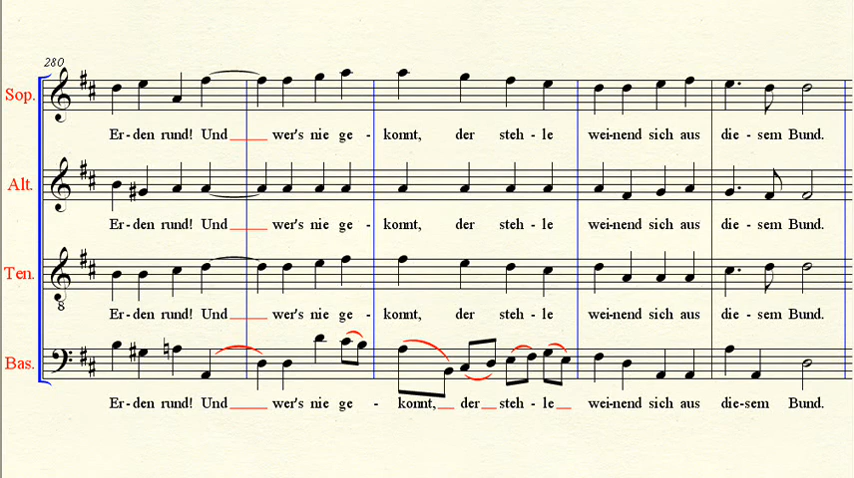 280
Sop.
Er - den rund! Und wer's nie ge - konnt, der steh - le wei-nend sich aus die - sem Bund.
Alt.
Er - den rund! Und wer's nie ge - konnt, der steh - le wei-nend sich aus die - sem Bund.
Ten.
8
Er - den rund! Und wer's nie ge - konnt, der steh - le wei-nend sich aus die - sem Bund.
Bas.
Er - den rund! Und wer's nie ge - konnt, der steh - le wei-nend sich aus die-sem Bund.